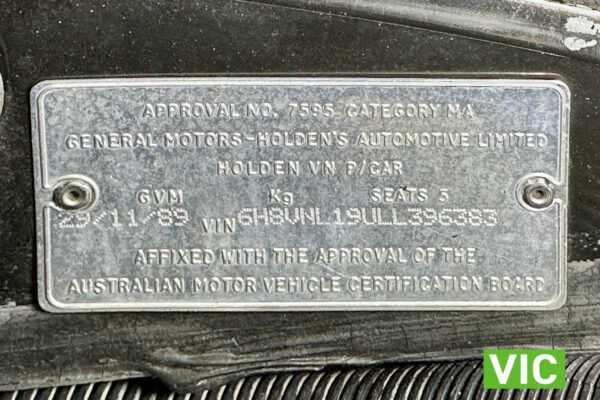 APPROVAL NO. 7595 CATEGORY MA
GENERAL MOTORS-HOLDEN'S AUTOMOTIVE LIMITED
HOLDEN VN P/CAR
GVM Kg SEATS 5
29/11/89 VIN 6H8VNL19ULL396383
AFFIXED WITH THE APPROVAL OF THE
AUSTRALIAN MOTOR VEHICLE CERTIFICATION BOARD
VIC